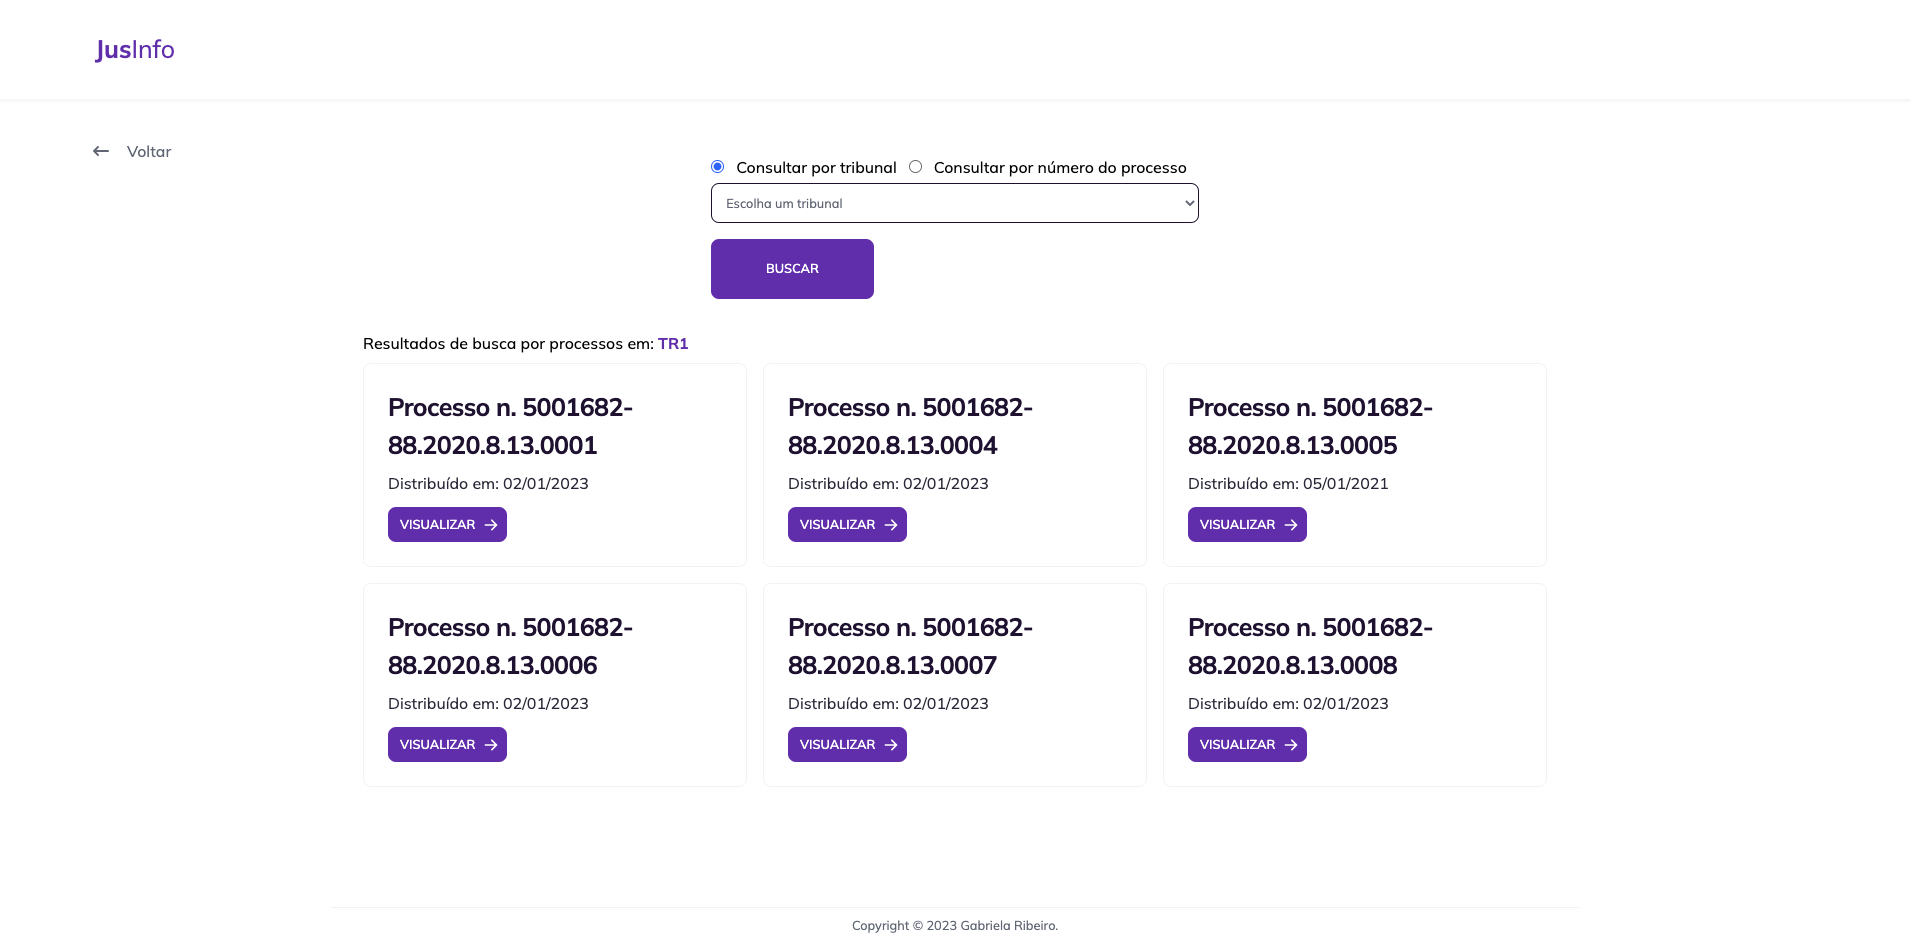 JusInfo
Voltar
Consultar por tribunal Consultar por número do processo
Escolha um tribunal
BUSCAR
Resultados de busca por processos em: TR1
Processo n. 5001682-
88.2020.8.13.0001
Distribuído em: 02/01/2023
VISUALIZAR
Processo n. 5001682-
88.2020.8.13.0004
Distribuído em: 02/01/2023
VISUALIZAR
Processo n. 5001682-
88.2020.8.13.0005
Distribuído em: 05/01/2021
VISUALIZAR
Processo n. 5001682-
88.2020.8.13.0006
Distribuído em: 02/01/2023
VISUALIZAR
Processo n. 5001682-
88.2020.8.13.0007
Distribuído em: 02/01/2023
VISUALIZAR
Processo n. 5001682-
88.2020.8.13.0008
Distribuído em: 02/01/2023
VISUALIZAR
Copyright © 2023 Gabriela Ribeiro.